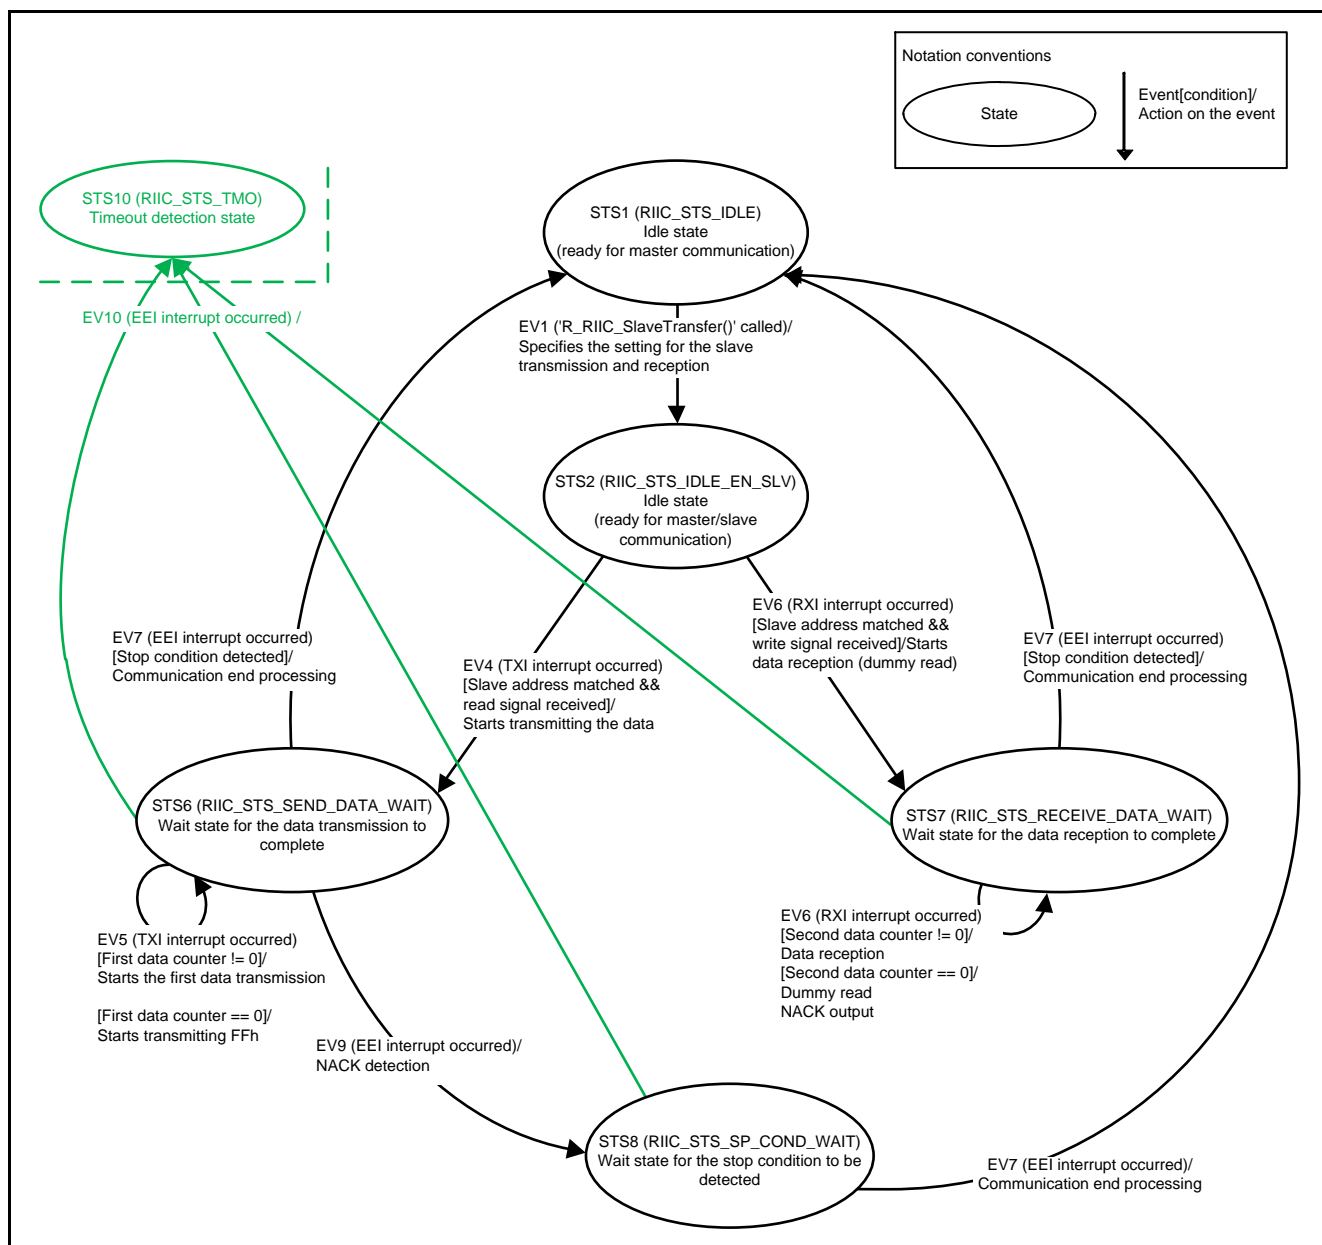 Notation conventions
State
Event[condition]/
Action on the event
STS10 (RIIC_STS_TMO)
Timeout detection state
STS1 (RIIC_STS_IDLE)
Idle state
(ready for master communication)
EV10 (EEI interrupt occurred) /
EV1 ('R_RIIC_SlaveTransfer()' called)/
Specifies the setting for the slave
transmission and reception
STS2 (RIIC_STS_IDLE_EN_SLV)
Idle state
(ready for master/slave
communication)
EV6 (RXI interrupt occurred)
[Slave address matched &&
write signal received]/Starts
data reception (dummy read)
EV7 (EEI interrupt occurred)
[Stop condition detected]/
Communication end processing
EV4 (TXI interrupt occurred)
[Slave address matched &&
read signal received]/
Starts transmitting the data
EV7 (EEI interrupt occurred)
[Stop condition detected]/
Communication end processing
STS6 (RIIC_STS_SEND_DATA_WAIT)
Wait state for the data transmission to
complete
STS7 (RIIC_STS_RECEIVE_DATA_WAIT)
Wait state for the data reception to complete
EV5 (TXI interrupt occurred)
[First data counter != 0]/
Starts the first data transmission
[First data counter == 0]/
Starts transmitting FFh
EV6 (RXI interrupt occurred)
[Second data counter != 0]/
Data reception
[Second data counter == 0]/
Dummy read
NACK output
EV9 (EEI interrupt occurred)/
NACK detection
STS8 (RIIC_STS_SP_COND_WAIT)
Wait state for the stop condition to be
detected
EV7 (EEI interrupt occurred)/
Communication end processing